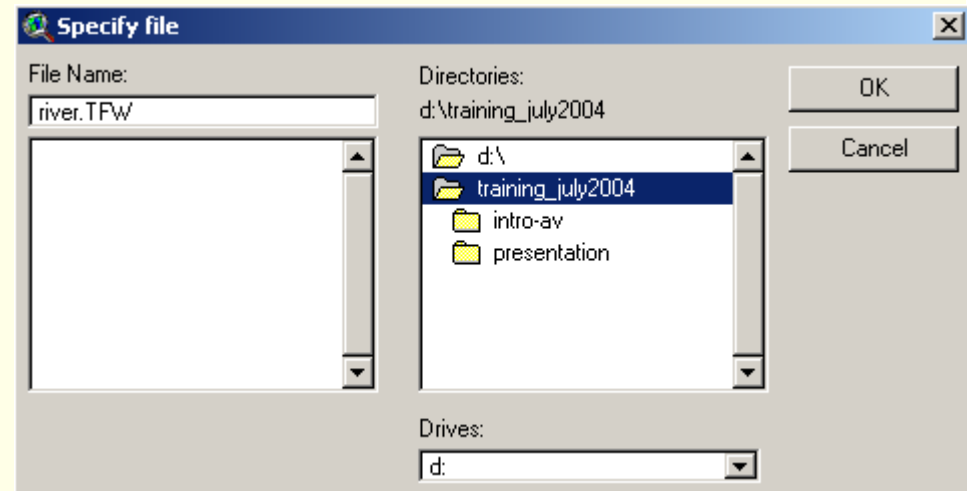 Specify file
File Name:
river.TFW
Directories:
d:\training_july2004
d:\
training_july2004
intro-av
presentation
Drives:
d:
OK
Cancel